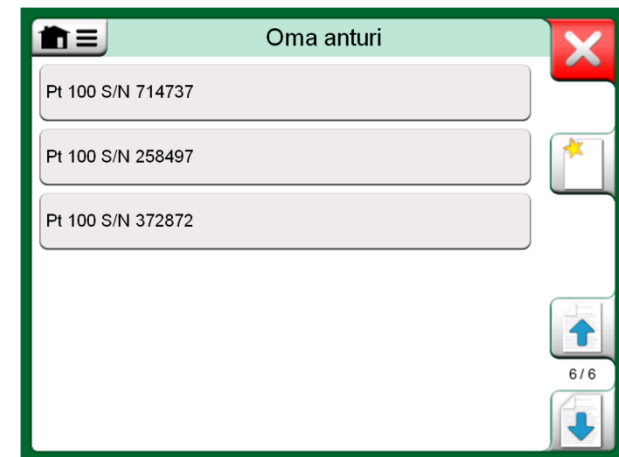 Oma anturi
Pt 100 S/N 714737
Pt 100 S/N 258497
Pt 100 S/N 372872
6 / 6